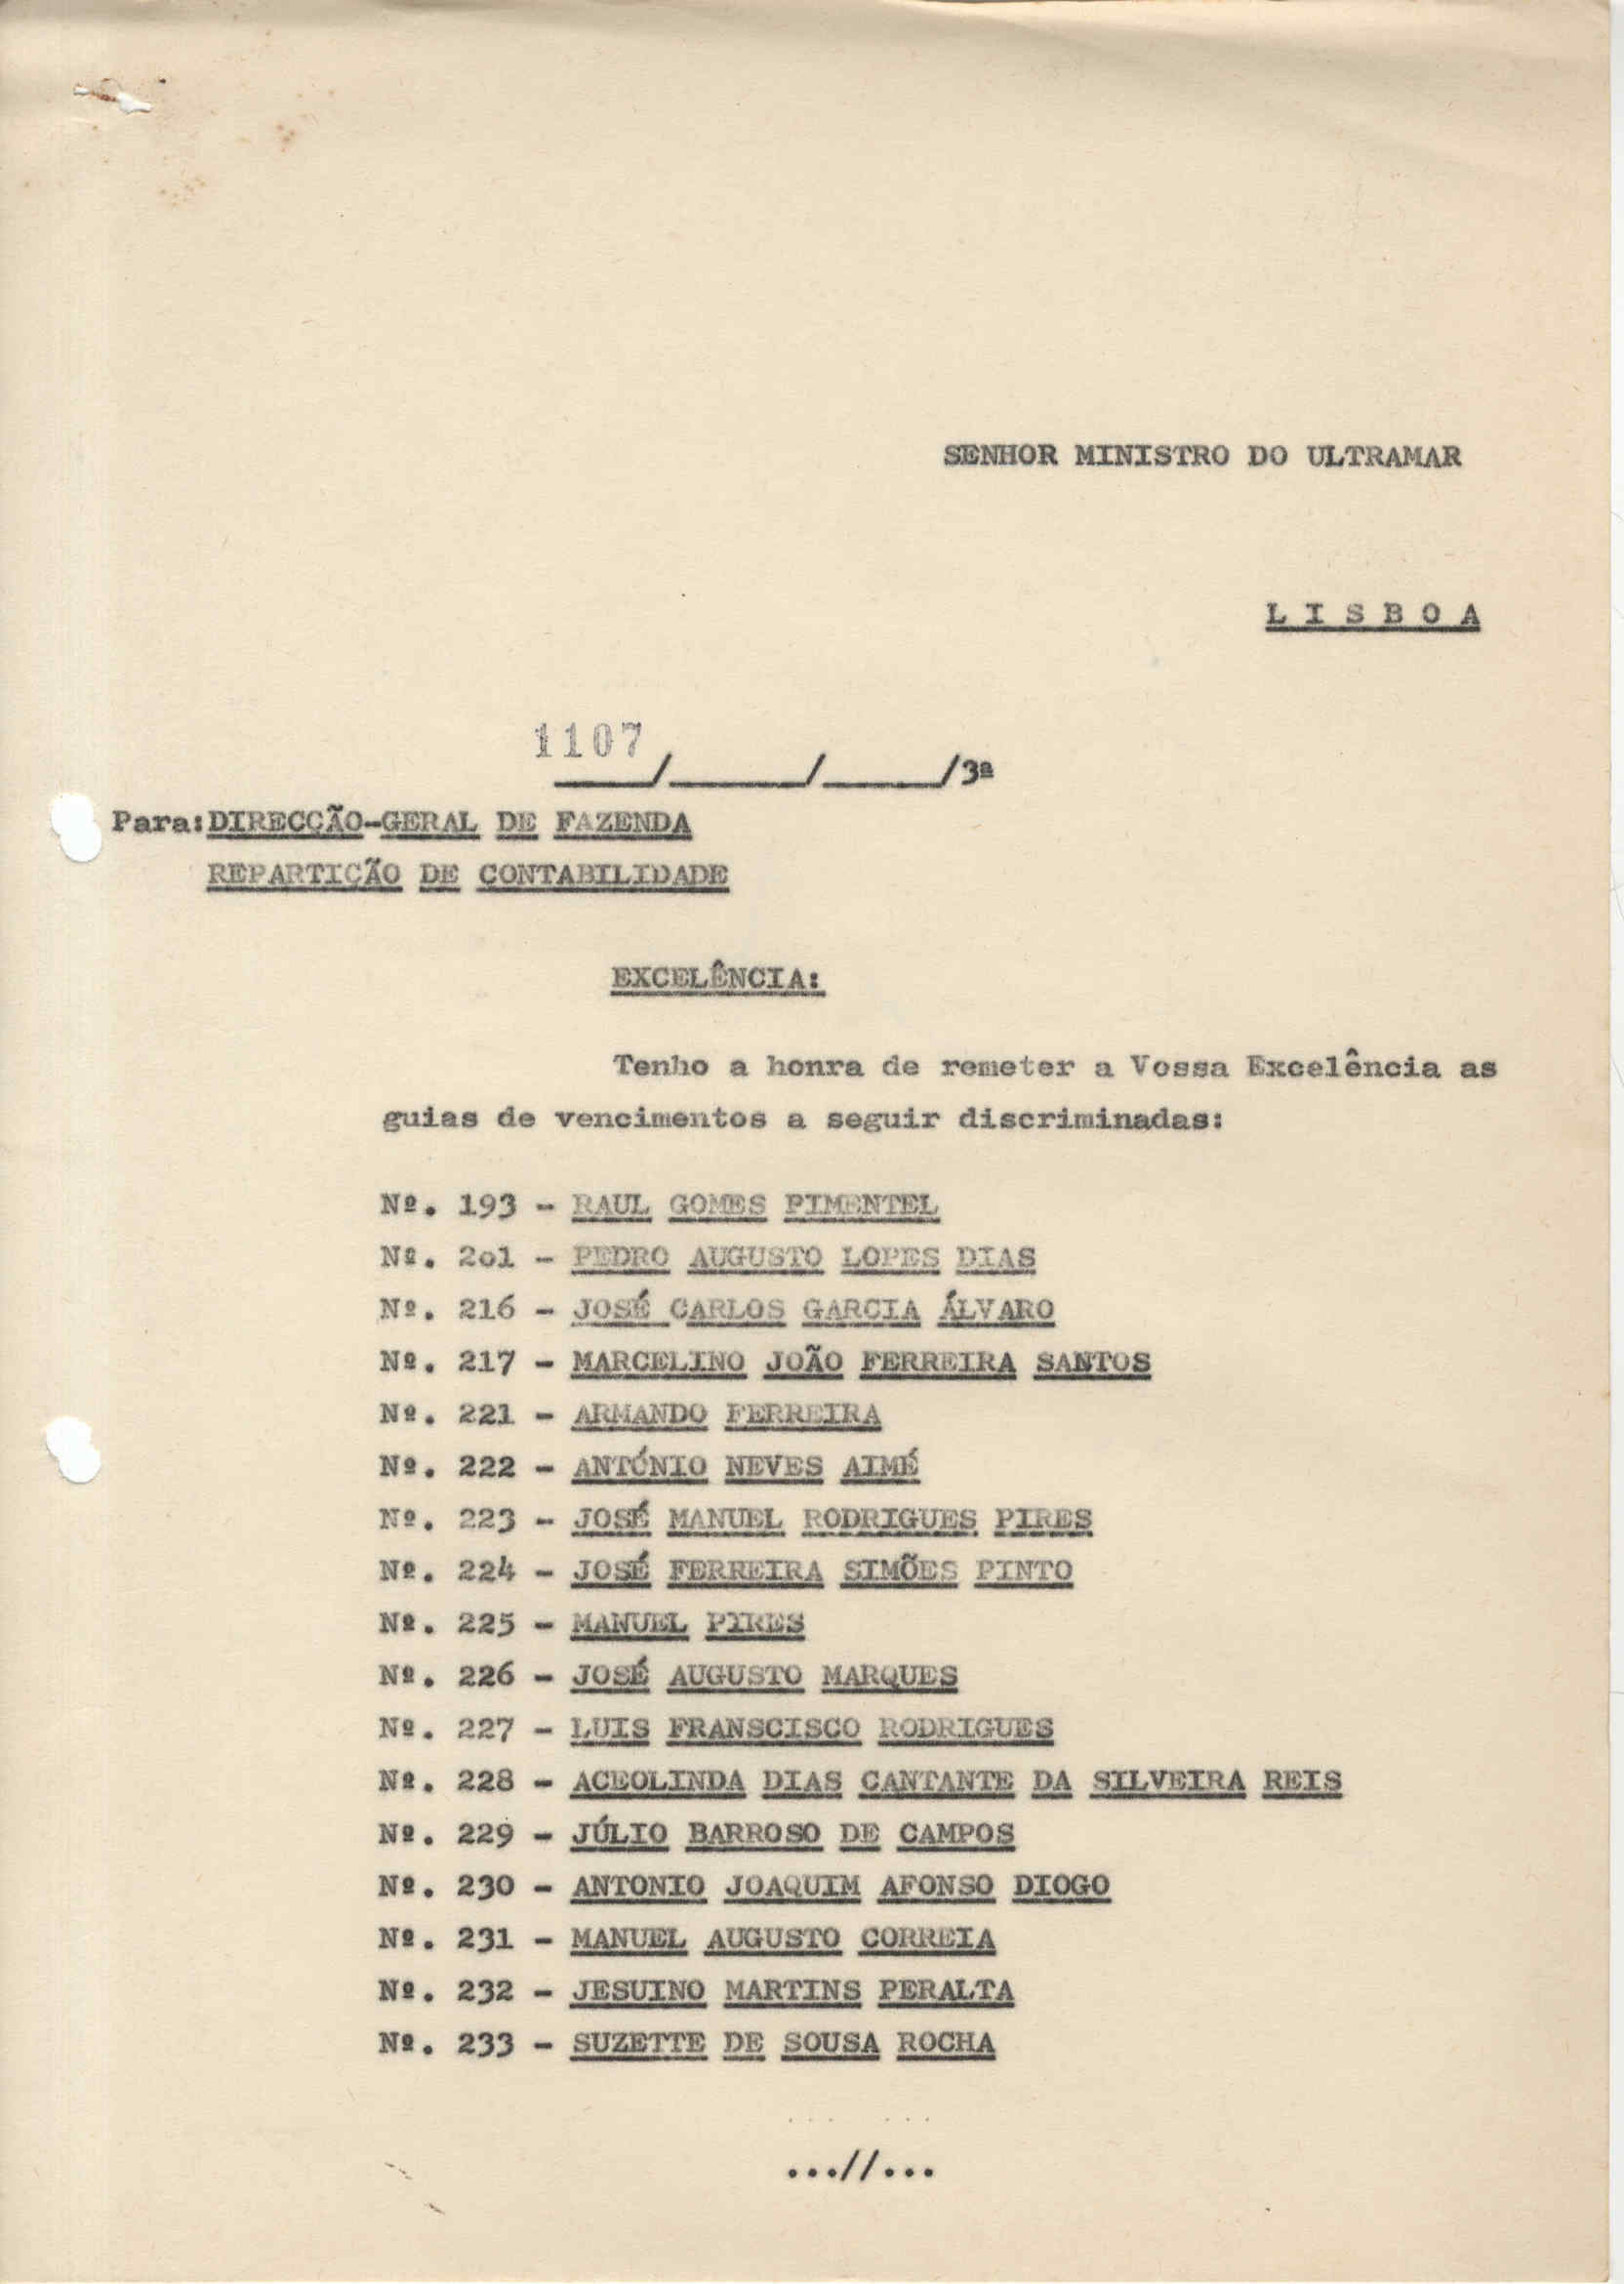 SENHOR MINISTRO DO ULTRAMAR
L I S B O A
1107
___/____/____/3ª
Para: DIRECÇÃO-GERAL DE FAZENDA
REPARTIÇÃO DE CONTABILIDADE
EXCELÊNCIA:
Tenho a honra de remeter a Vossa Excelência as
guias de vencimentos a seguir discriminadas:
Nº. 193 - RAUL GOMES PIMENTEL
Nº. 2o1 - PEDRO AUGUSTO LOPES DIAS
Nº. 216 - JOSÉ CARLOS GARCIA ÁLVARO
Nº. 217 - MARCELINO JOÃO FERREIRA SANTOS
Nº. 221 - ARMANDO FERREIRA
Nº. 222 - ANTÓNIO NEVES AIMÉ
Nº. 223 - JOSÉ MANUEL RODRIGUES PIRES
Nº. 224 - JOSÉ FERREIRA SIMÕES PINTO
Nº. 225 - MANUEL PIRES
Nº. 226 - JOSÉ AUGUSTO MARQUES
Nº. 227 - LUIS FRANSCISCO RODRIGUES
Nº. 228 - ACEOLINDA DIAS CANTANTE DA SILVEIRA REIS
Nº. 229 - JÚLIO BARROSO DE CAMPOS
Nº. 230 - ANTONIO JOAQUIM AFONSO DIOGO
Nº. 231 - MANUEL AUGUSTO CORREIA
Nº. 232 - JESUINO MARTINS PERALTA
Nº. 233 - SUZETTE DE SOUSA ROCHA
...//...